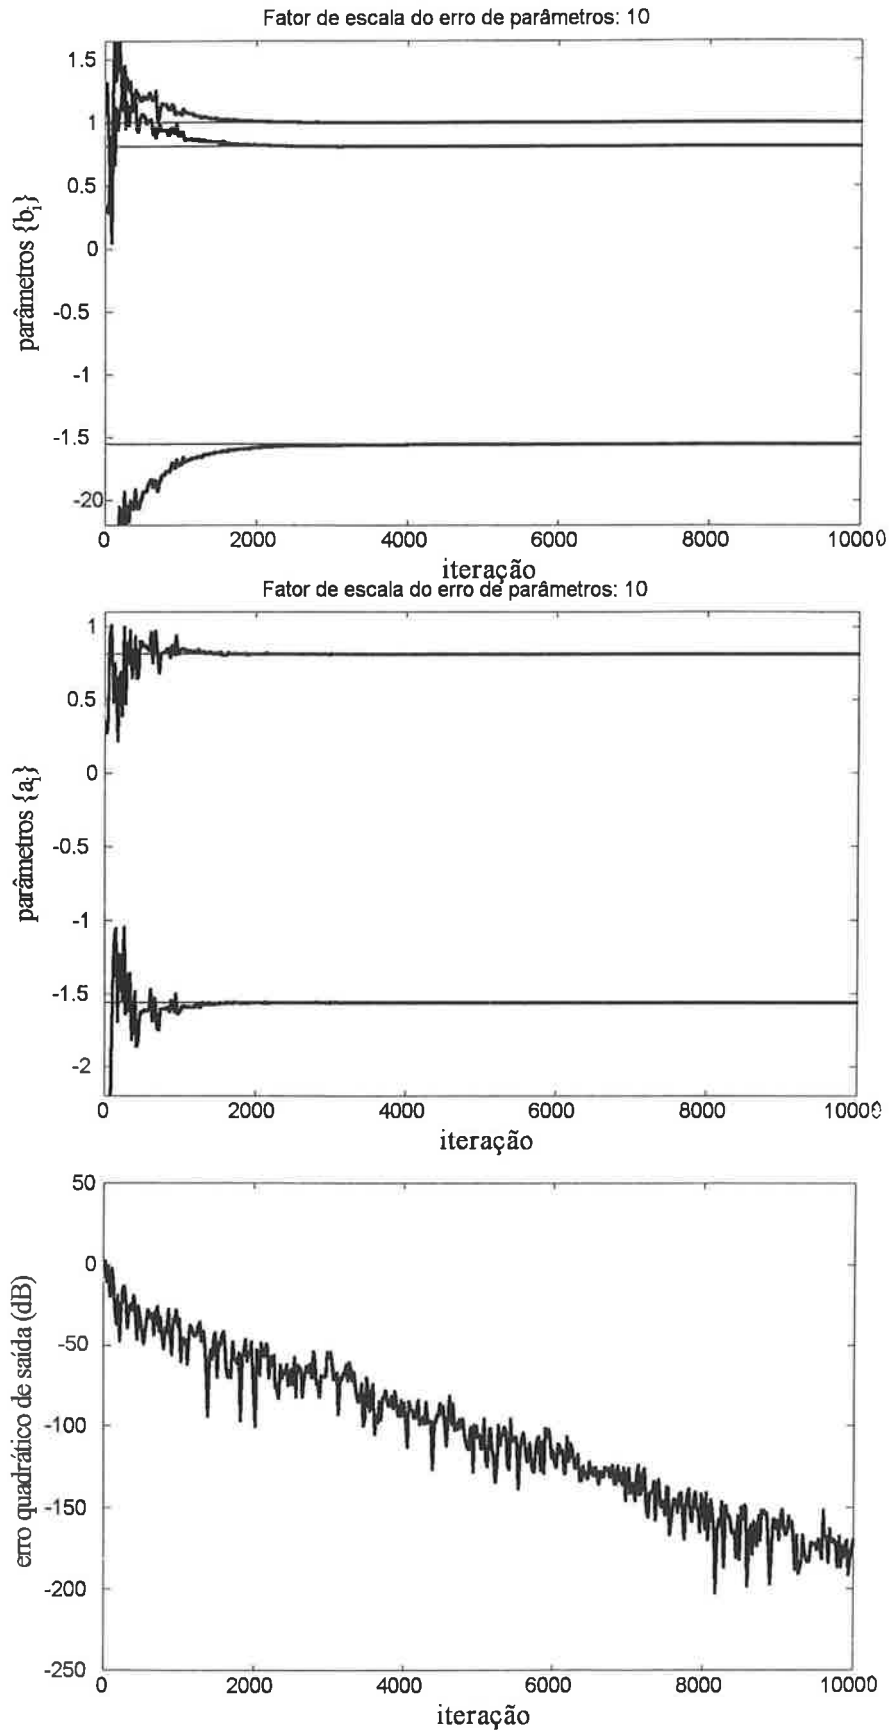 Fator de escala do erro de parâmetros: 10
1.5
1
0.5
0
-0.5
-1
-1.5
-20
parâmetros {bi}
0 2000 4000 6000 8000 10000
iteração
Fator de escala do erro de parâmetros: 10
1
0.5
0
-0.5
-1
-1.5
-2
parâmetros {ai}
0 2000 4000 6000 8000 10000
iteração
50
0
-50
-100
-150
-200
-250
erro quadrático de saída (dB)
0 2000 4000 6000 8000 10000
iteração